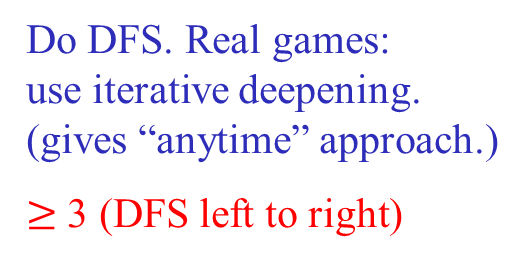 Do DFS. Real games:
use iterative deepening.
(gives “anytime” approach.)
≥ 3 (DFS left to right)